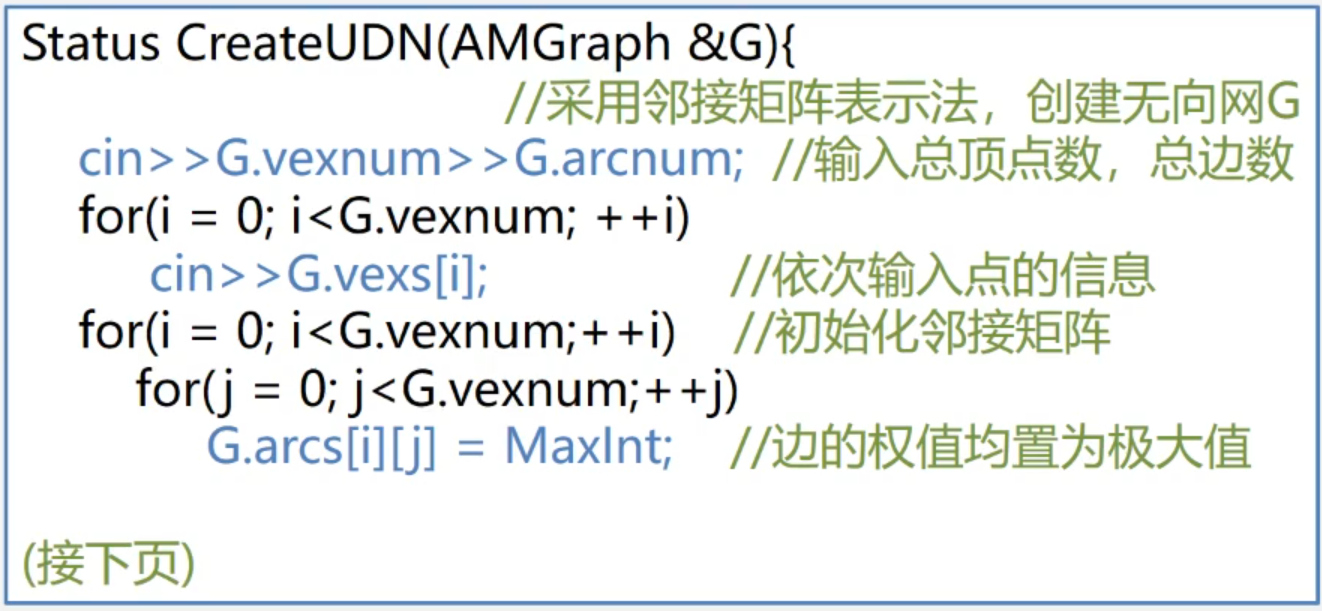 Status CreateUDN(AMGraph &G){
//采用邻接矩阵表示法，创建无向网G
cin>>G.vexnum>>G.arcnum; //输入总顶点数，总边数
for(i = 0; i<G.vexnum; ++i)
cin>>G.vexs[i]; //依次输入点的信息
for(i = 0; i<G.vexnum;++i) //初始化邻接矩阵
for(j = 0; j<G.vexnum;++j)
G.arcs[i][j] = MaxInt; //边的权值均置为极大值
(接下页)